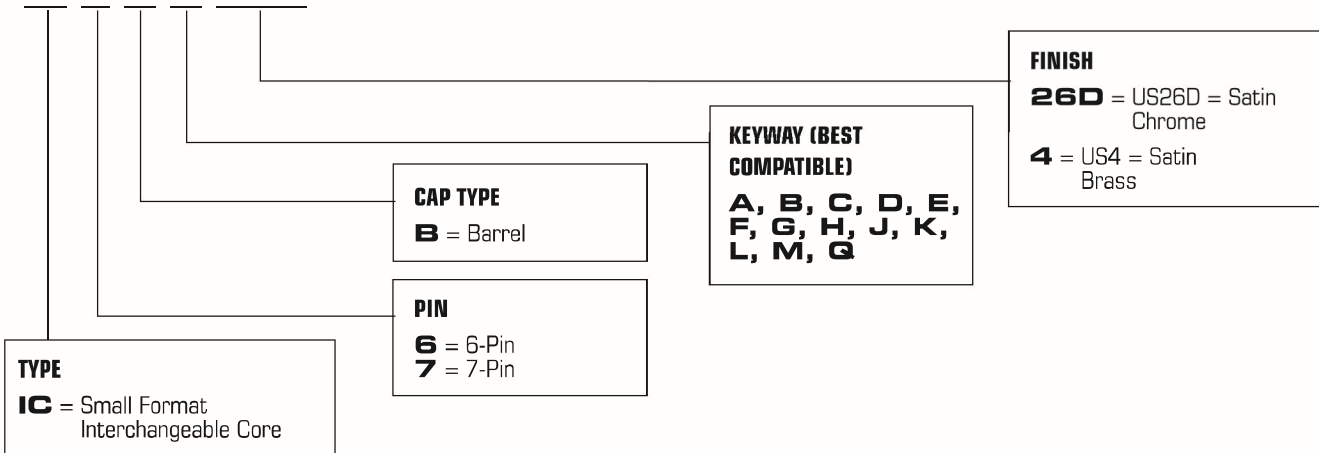 FINISH
26D = US26D = Satin
Chrome
4 = US4 = Satin
Brass
KEYWAY (BEST
COMPATIBLE)
A, B, C, D, E,
F, G, H, J, K,
L, M, Q
CAP TYPE
B = Barrel
PIN
6 = 6-Pin
7 = 7-Pin
TYPE
IC = Small Format
Interchangeable Core